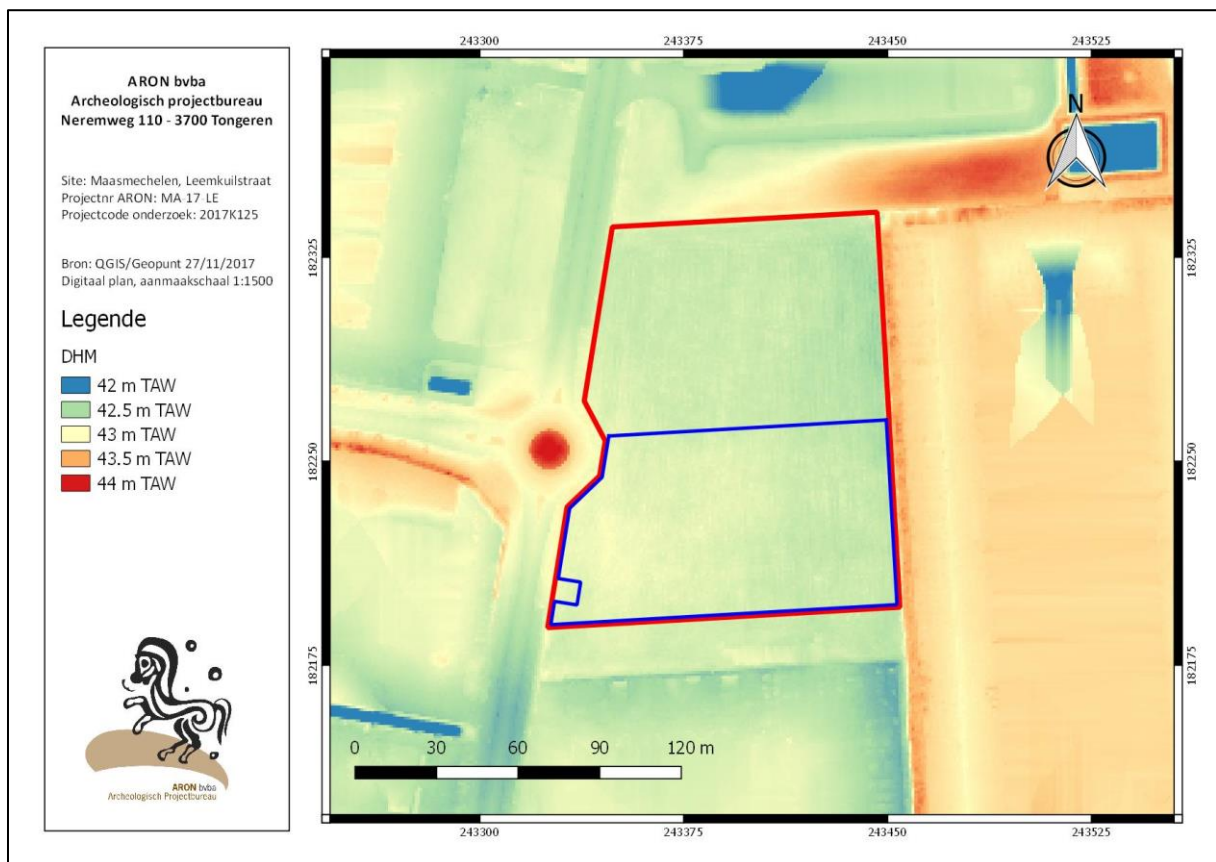 ARON bvba
Archeologisch projectbureau
Neremweg 110 - 3700 Tongeren
Site: Maasmechelen, Leemkuilstraat
Projectnr ARON: MA-17-LE
Projectcode onderzoek: 2017K125
Bron: QGIS/Geopunt 27/11/2017
Digitaal plan, aanmaakschaal 1:1500
Legende
DHM
42 m TAW
42.5 m TAW
43 m TAW
43.5 m TAW
44 m TAW
ARON bvba
Archeologisch Projectbureau
243300 243375 243450 243525
N
182325 182325
182250 182250
182175 182175
0 30 60 90 120 m
243300 243375 243450 243525